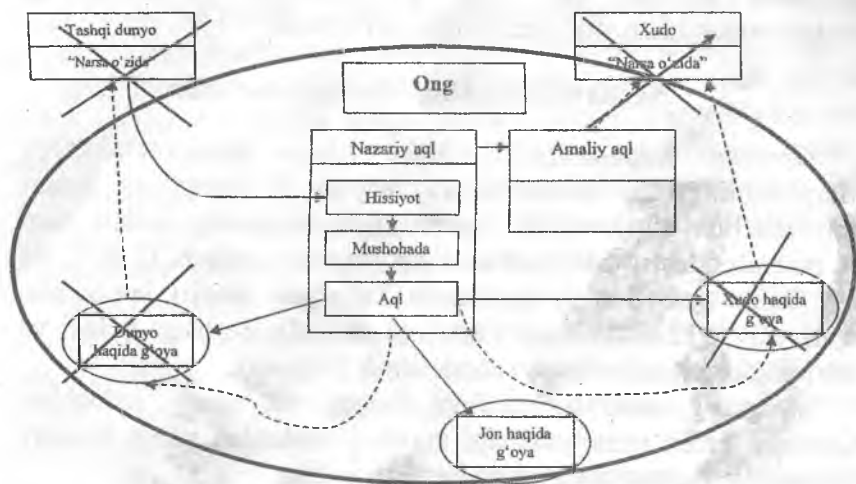 Tashqi dunyo
“Narsa o‘zida”
Xudo
“Narsa o‘zida”
Ong
Nazariy aql
Amaliy aql
Hissiyot
Mushohada
Aql
Dunyo
haqida g‘oya
Xudo haqida
g‘oya
Jon haqida
g‘oya